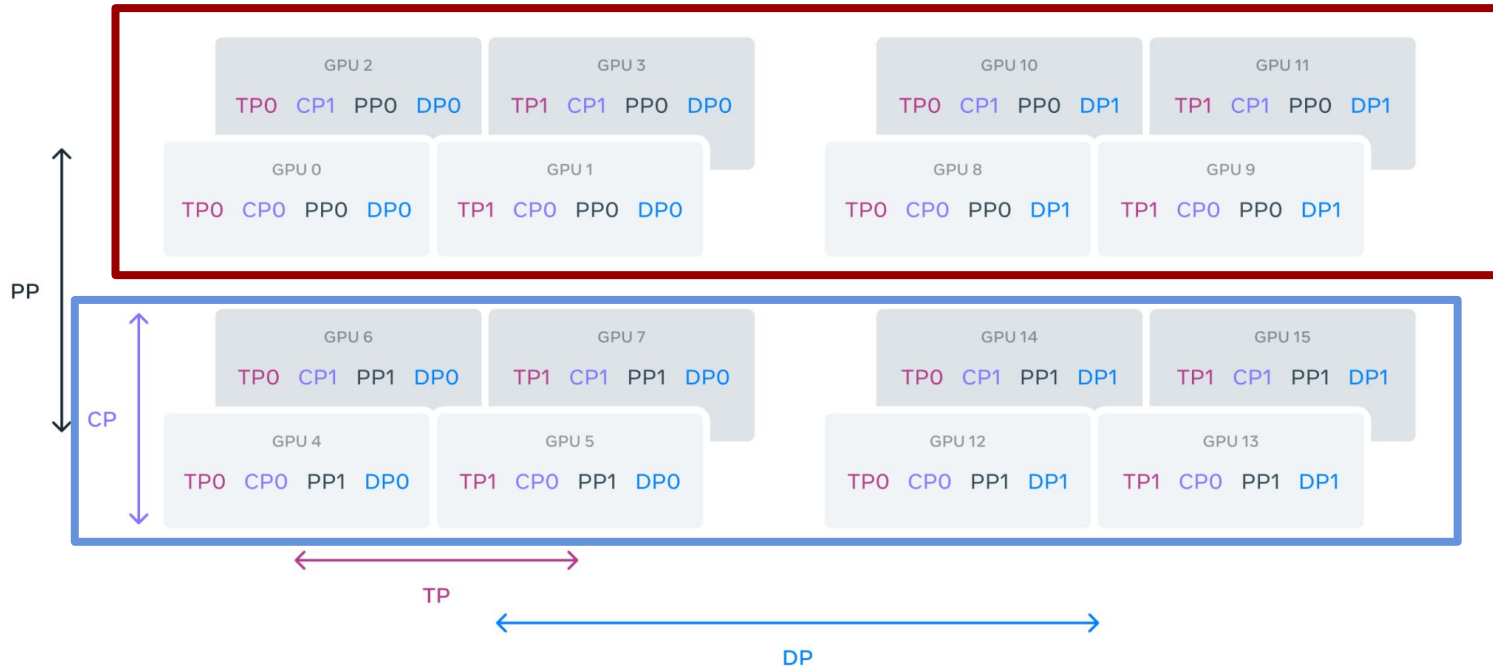 GPU 2
TP0 CP1 PP0 DP0
GPU 3
TP1 CP1 PP0 DP0
GPU 10
TP0 CP1 PP0 DP1
GPU 11
TP1 CP1 PP0 DP1
GPU 0
TP0 CP0 PP0 DP0
GPU 1
TP1 CP0 PP0 DP0
GPU 8
TP0 CP0 PP0 DP1
GPU 9
TP1 CP0 PP0 DP1
PP
GPU 6
TP0 CP1 PP1 DP0
GPU 7
TP1 CP1 PP1 DP0
GPU 14
TP0 CP1 PP1 DP1
GPU 15
TP1 CP1 PP1 DP1
CP
GPU 4
TP0 CP0 PP1 DP0
GPU 5
TP1 CP0 PP1 DP0
GPU 12
TP0 CP0 PP1 DP1
GPU 13
TP1 CP0 PP1 DP1
TP
DP